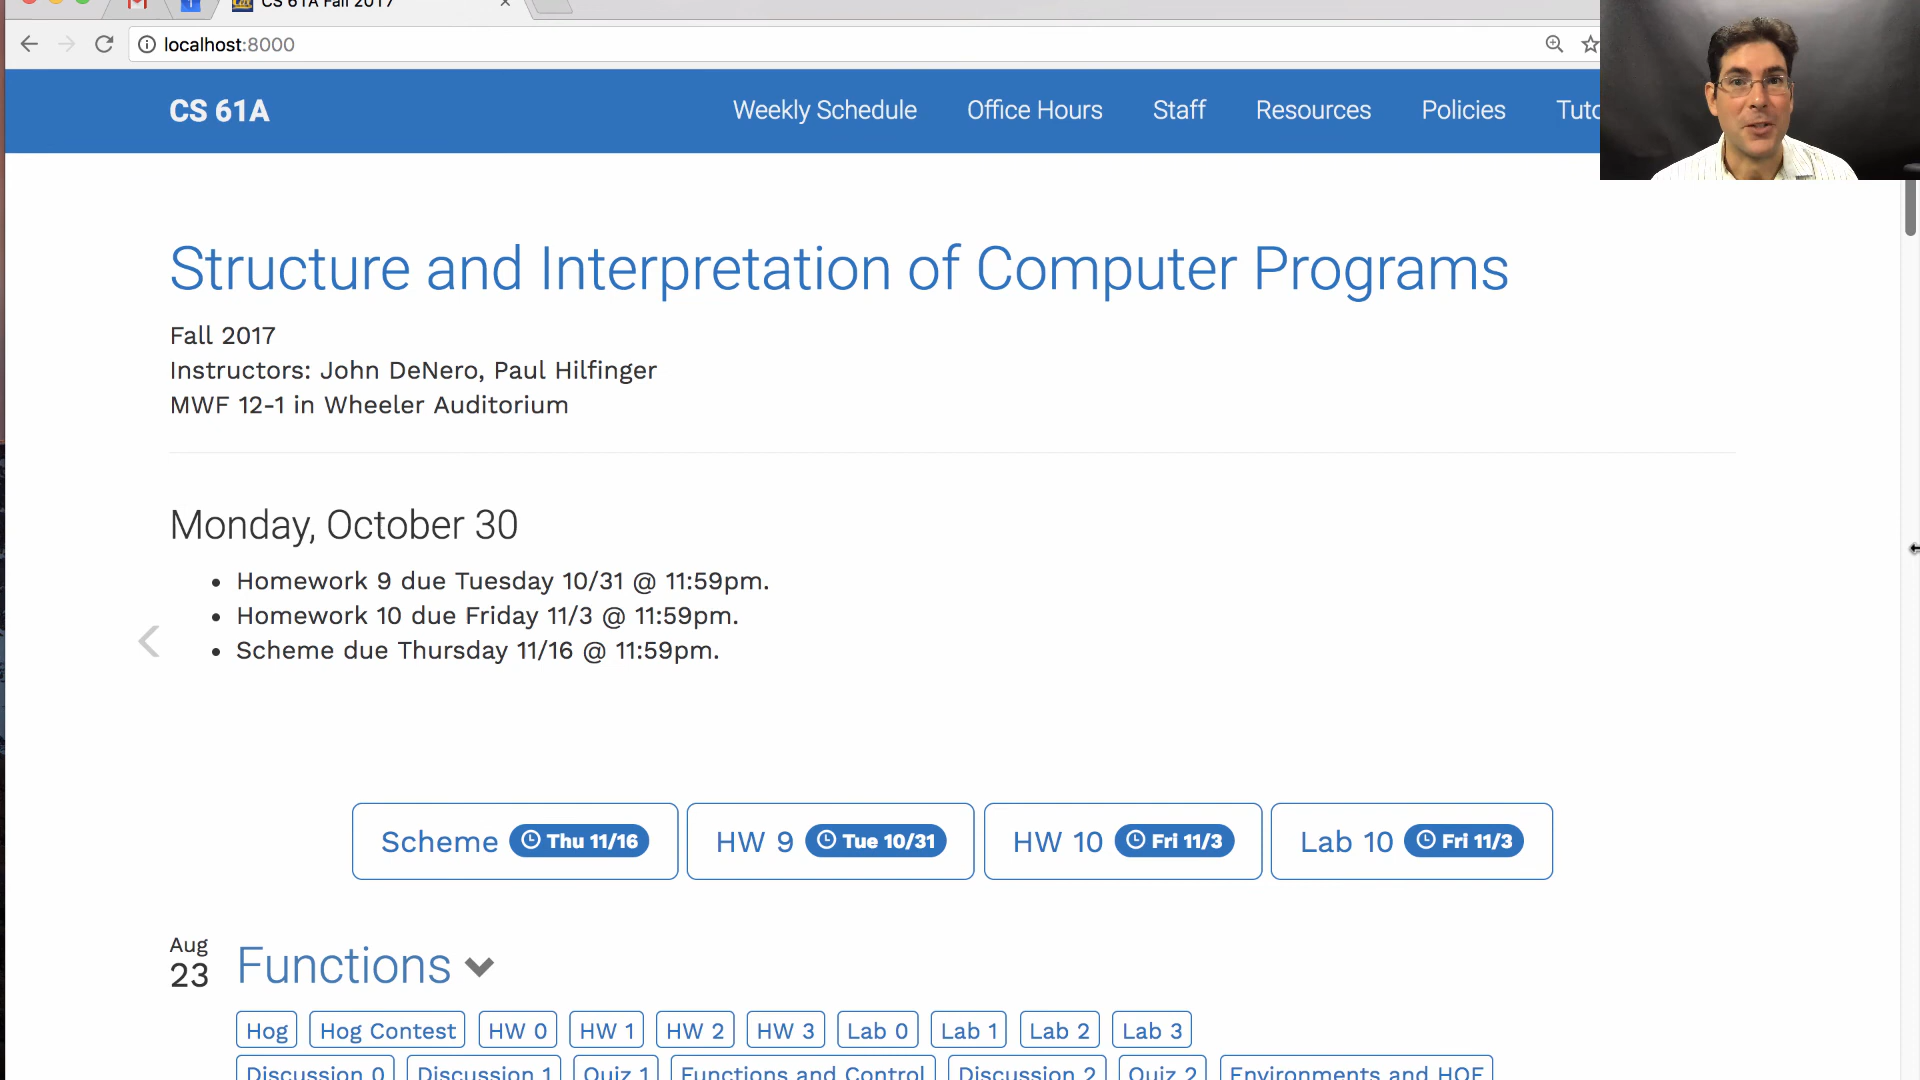 CS 61A Fall 2017
localhost:8000
CS 61A Weekly Schedule Office Hours Staff Resources Policies
Structure and Interpretation of Computer Programs
Fall 2017
Instructors: John DeNero, Paul Hilfinger
MWF 12-1 in Wheeler Auditorium
Monday, October 30
Homework 9 due Tuesday 10/31 @ 11:59pm.
Homework 10 due Friday 11/3 @ 11:59pm.
Scheme due Thursday 11/16 @ 11:59pm.
Scheme Thu 11/16 HW 9 Tue 10/31 HW 10 Fri 11/3 Lab 10 Fri 11/3
Aug
23 Functions
Hog Hog Contest HW 0 HW 1 HW 2 HW 3 Lab 0 Lab 1 Lab 2 Lab 3
Discussion 0 Discussion 1 Quiz 1 Functions and Control Discussion 2 Quiz 2 Environments and HOF